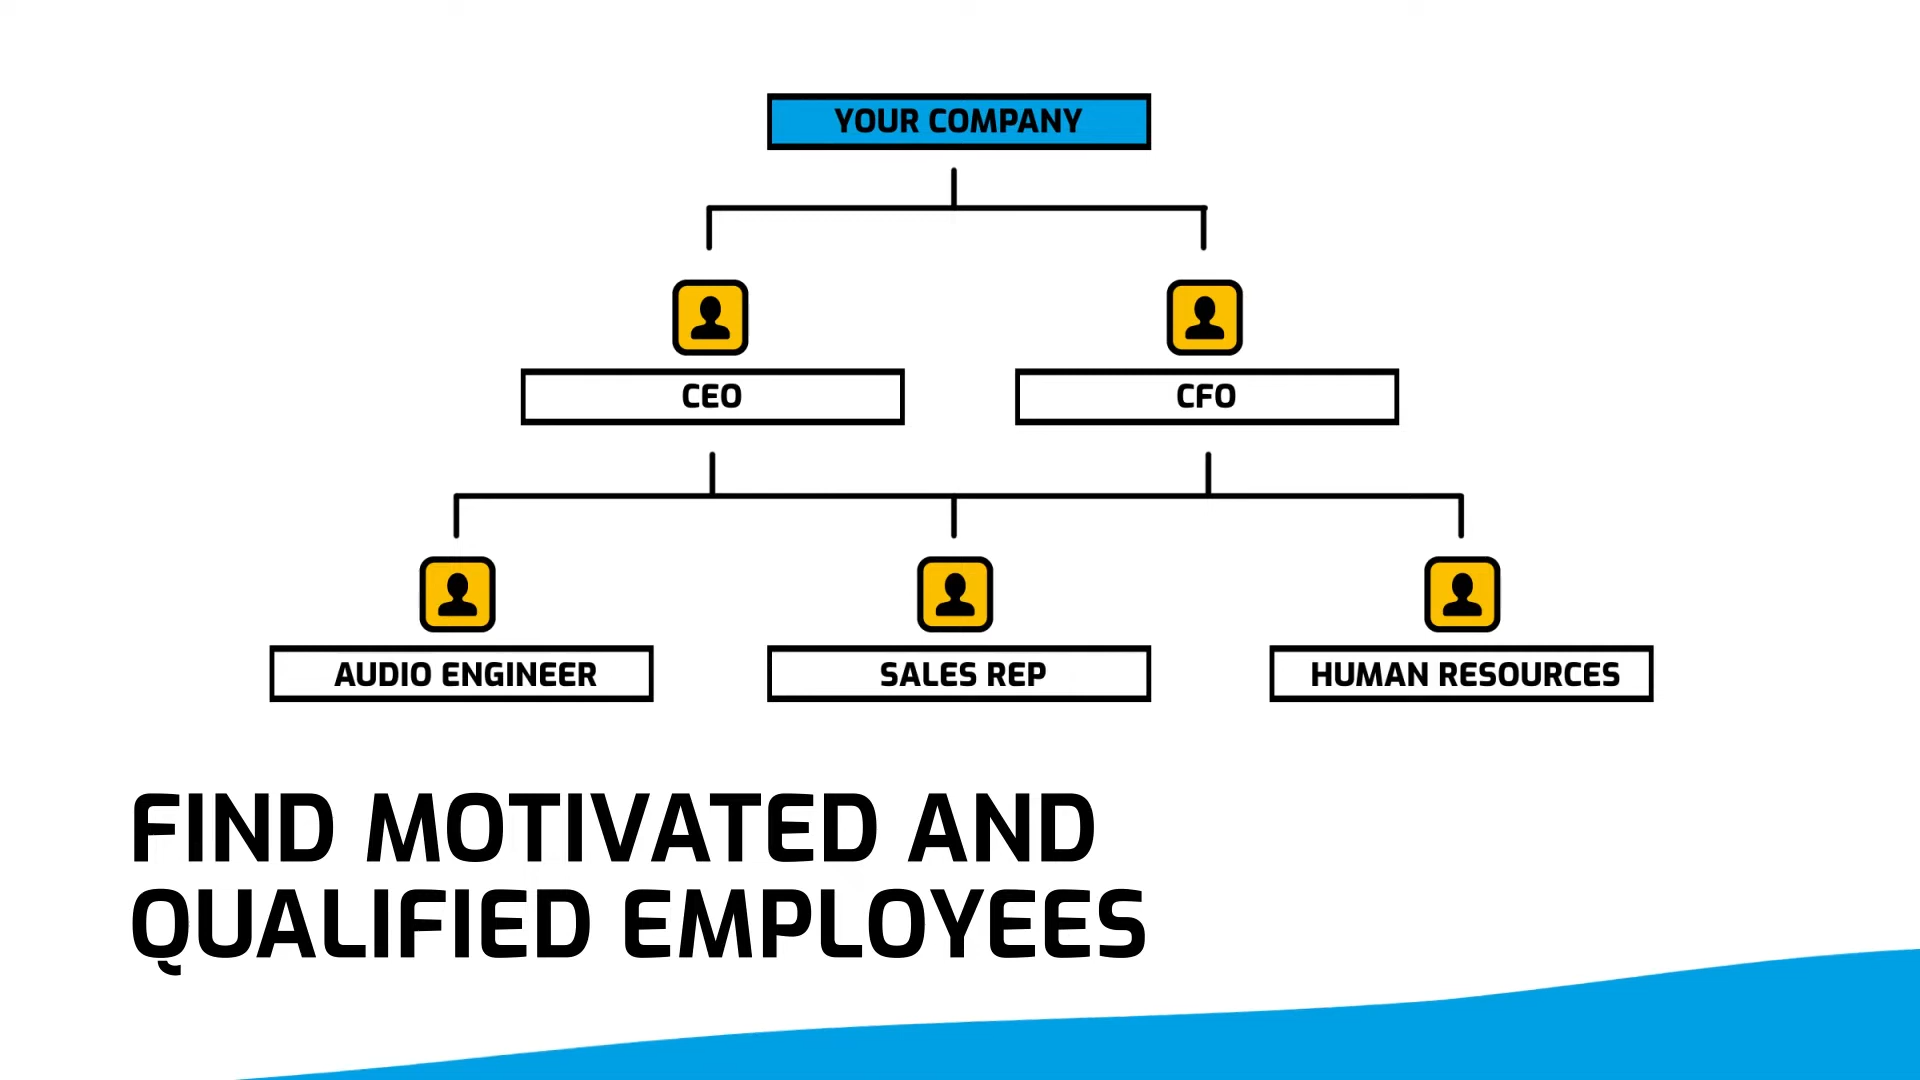 YOUR COMPANY
CEO
CFO
AUDIO ENGINEER
SALES REP
HUMAN RESOURCES
FIND MOTIVATED AND
QUALIFIED EMPLOYEES